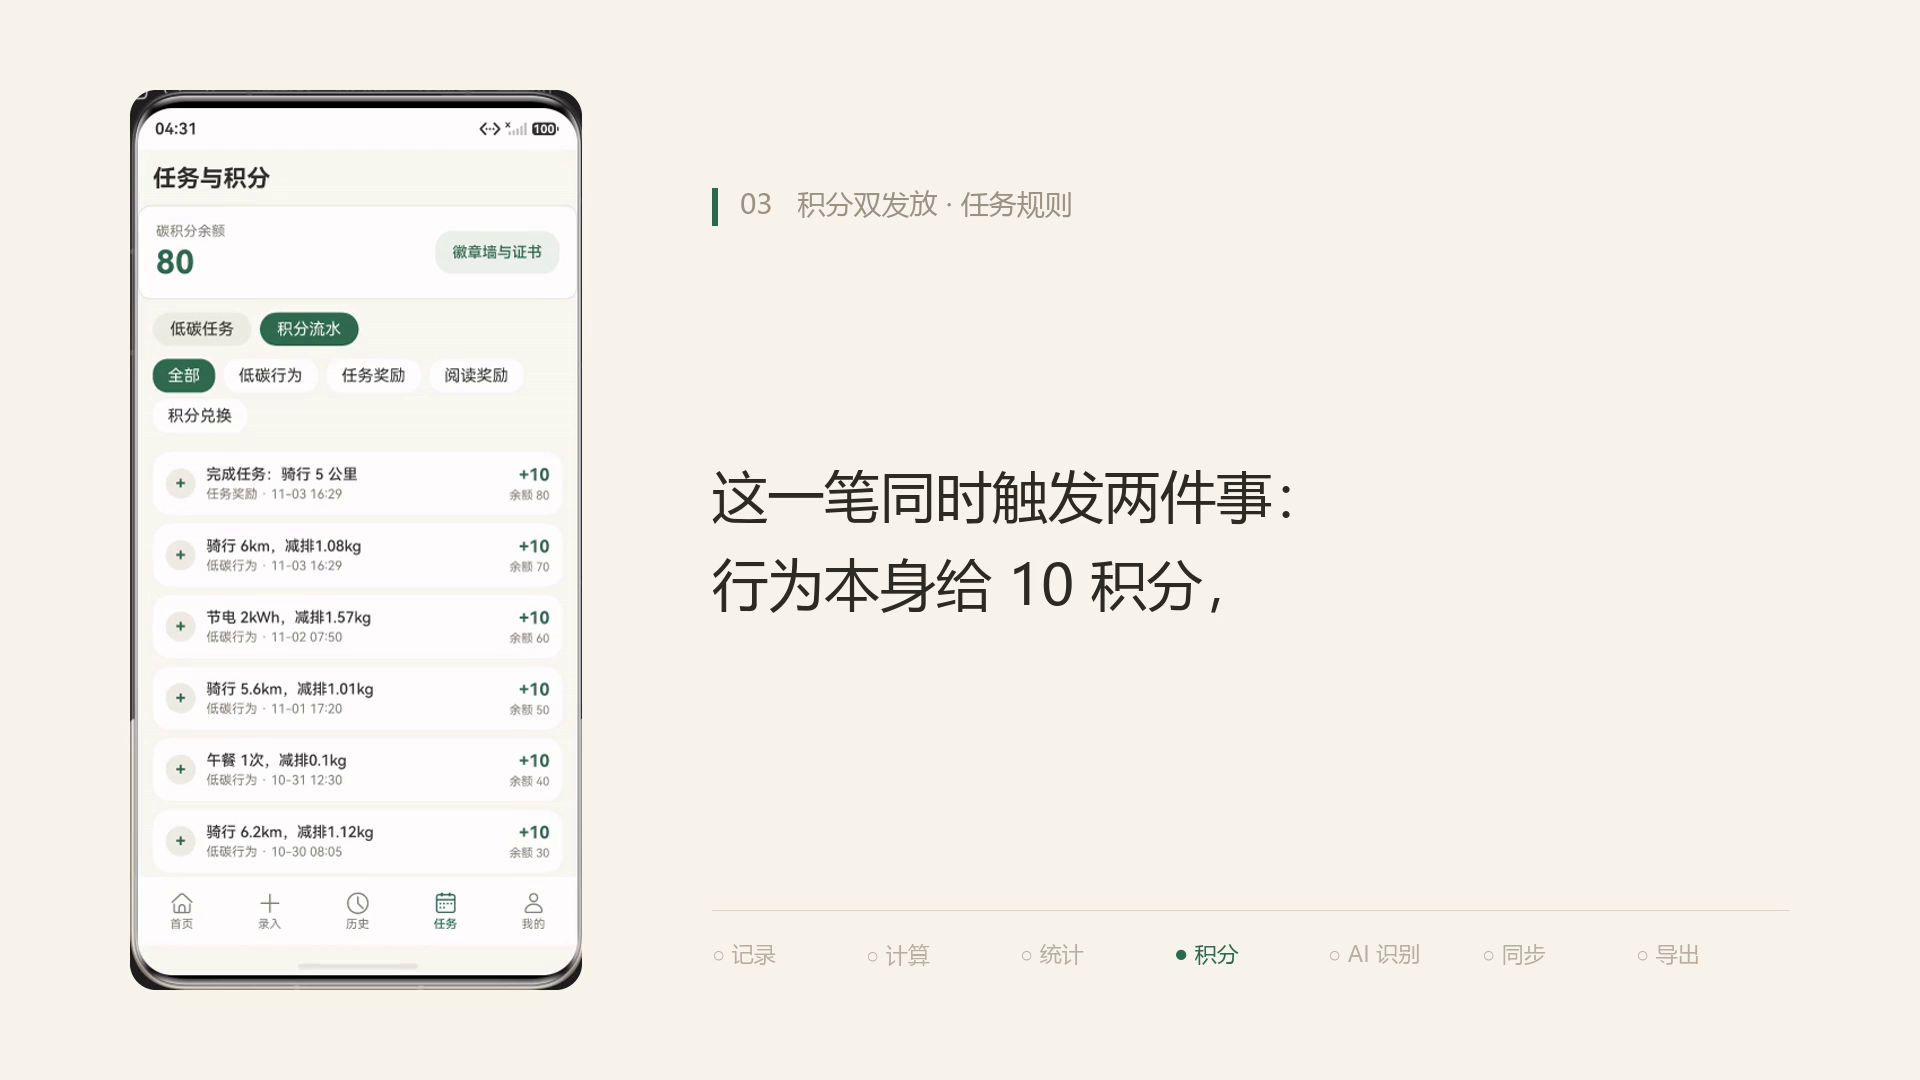 04:31
100
任务与积分
碳积分余额
80
徽章墙与证书
低碳任务
积分流水
全部
低碳行为
任务奖励
阅读奖励
积分兑换
完成任务：骑行 5 公里
+10
任务奖励 · 11-03 16:29
余额 80
骑行 6km，减排1.08kg
+10
低碳行为 · 11-03 16:29
余额 70
节电 2kWh，减排1.57kg
+10
低碳行为 · 11-02 07:50
余额 60
骑行 5.6km，减排1.01kg
+10
低碳行为 · 11-01 17:20
余额 50
午餐 1次，减排0.1kg
+10
低碳行为 · 10-31 12:30
余额 40
骑行 6.2km，减排1.12kg
+10
低碳行为 · 10-30 08:05
余额 30
首页
录入
历史
任务
我的
03 积分双发放 · 任务规则
这一笔同时触发两件事：
行为本身给 10 积分，
记录
计算
统计
积分
AI 识别
同步
导出